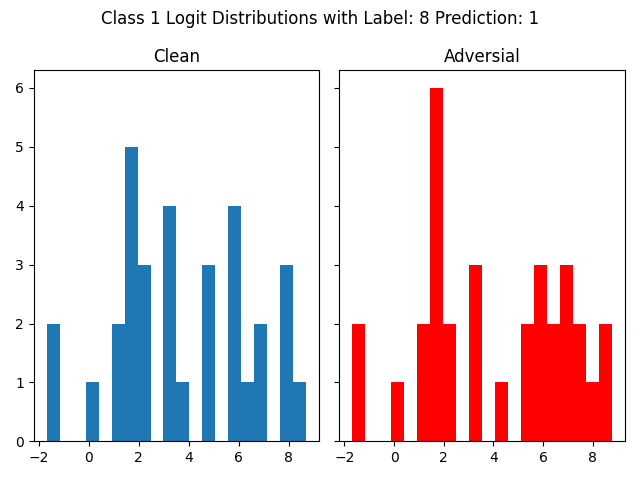 Class 1 Logit Distributions with Label: 8 Prediction: 1
Clean
Adversial
6
5
4
3
2
1
0
−2 0 2 4 6 8
−2 0 2 4 6 8